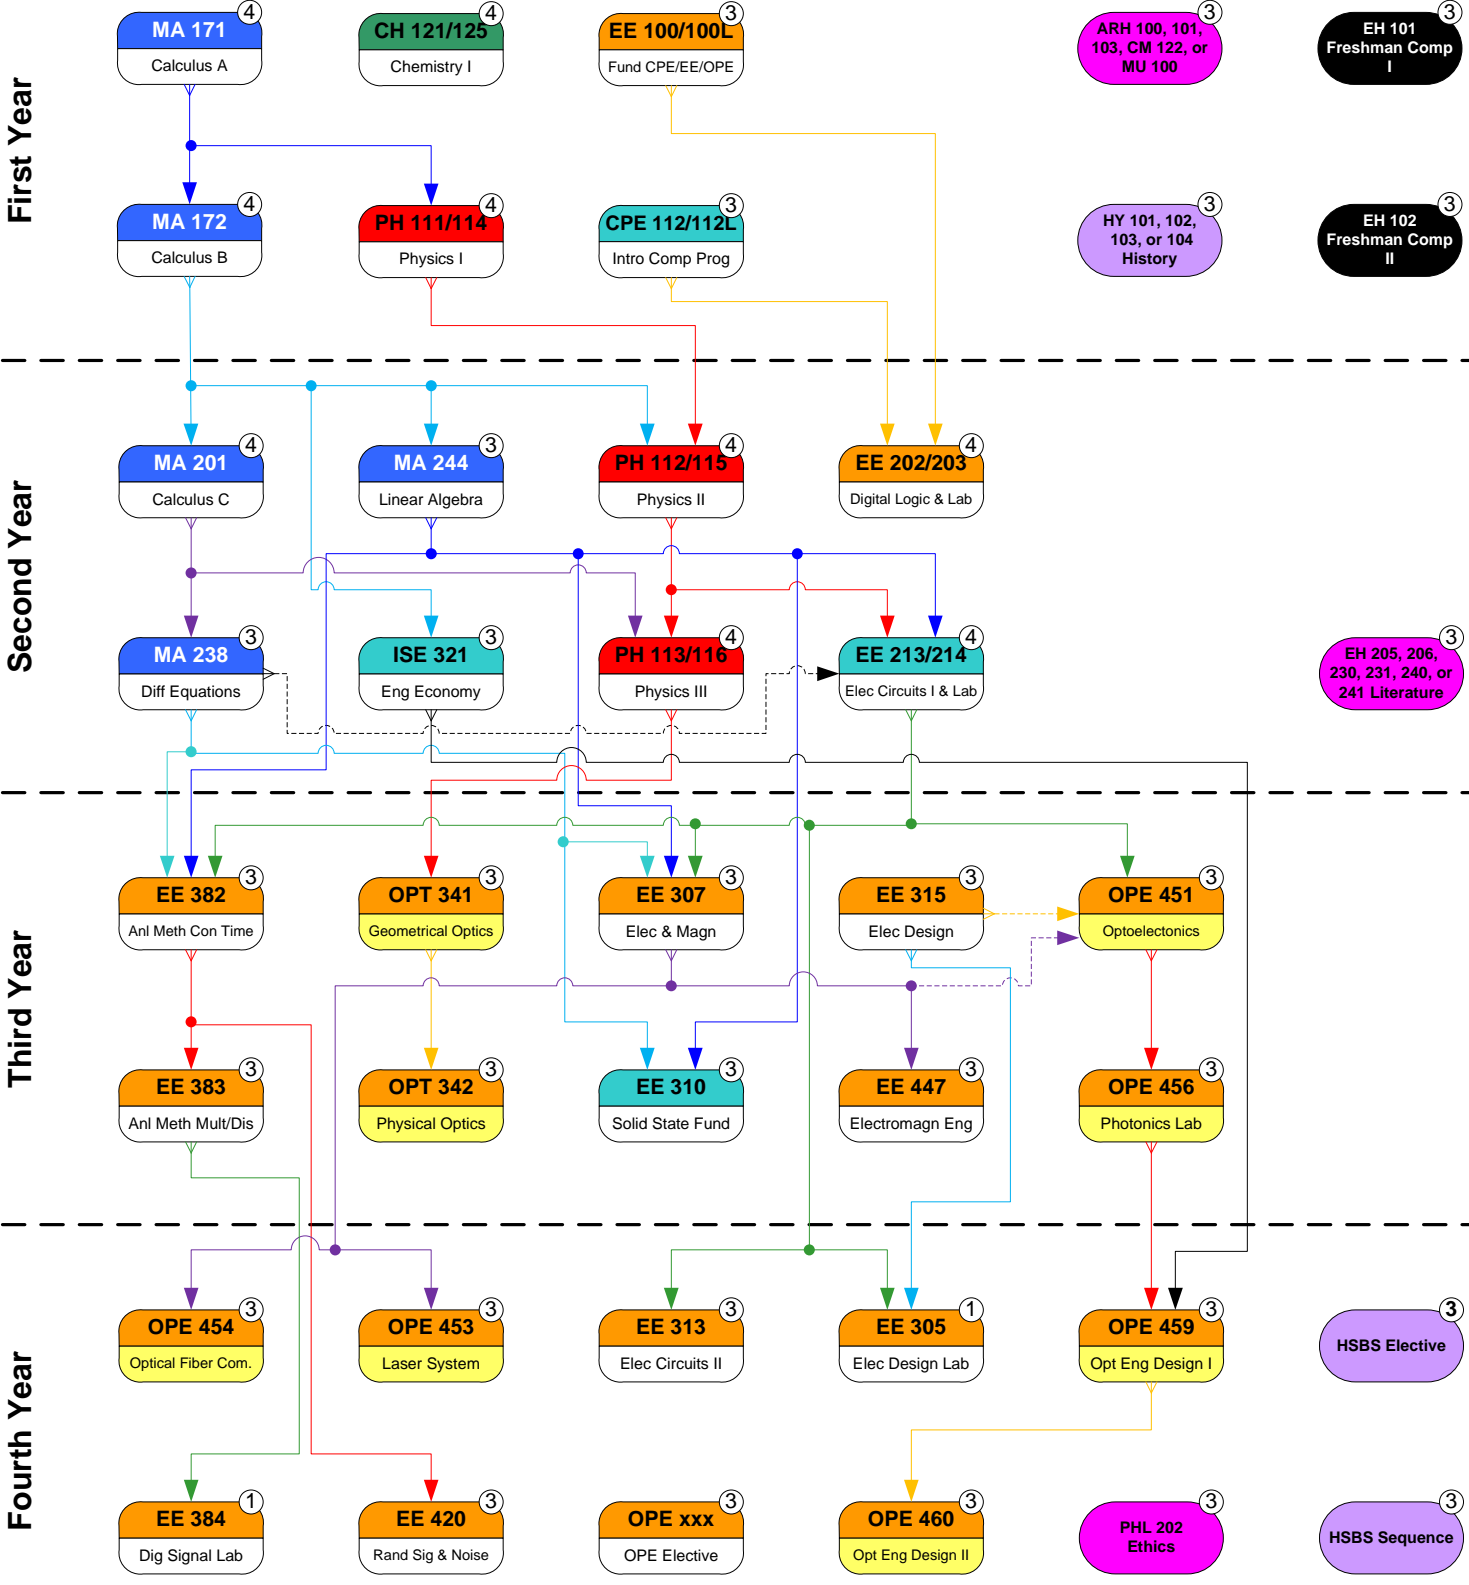 First Year
MA 171
4
Calculus A
CH 121/125
4
Chemistry I
EE 100/100L
3
Fund CPE/EE/OPE
ARH 100, 101,
103, CM 122, or
MU 100
3
EH 101
Freshman Comp
I
3
MA 172
4
Calculus B
PH 111/114
4
Physics I
CPE 112/112L
3
Intro Comp Prog
HY 101, 102,
103, or 104
History
3
EH 102
Freshman Comp
II
3
Second Year
MA 201
4
Calculus C
MA 244
3
Linear Algebra
PH 112/115
4
Physics II
EE 202/203
4
Digital Logic & Lab
MA 238
3
Diff Equations
ISE 321
3
Eng Economy
PH 113/116
4
Physics III
EE 213/214
4
Elec Circuits I & Lab
EH 205, 206,
230, 231, 240, or
241 Literature
3
Third Year
EE 382
3
Anl Meth Con Time
OPT 341
3
Geometrical Optics
EE 307
3
Elec & Magn
EE 315
3
Elec Design
OPE 451
3
Optoelectonics
EE 383
3
Anl Meth Mult/Dis
OPT 342
3
Physical Optics
EE 310
3
Solid State Fund
EE 447
3
Electromagn Eng
OPE 456
3
Photonics Lab
Fourth Year
OPE 454
3
Optical Fiber Com.
OPE 453
3
Laser System
EE 313
3
Elec Circuits II
EE 305
1
Elec Design Lab
OPE 459
3
Opt Eng Design I
HSBS Elective
3
EE 384
1
Dig Signal Lab
EE 420
3
Rand Sig & Noise
OPE xxx
3
OPE Elective
OPE 460
3
Opt Eng Design II
PHL 202
Ethics
3
HSBS Sequence
3